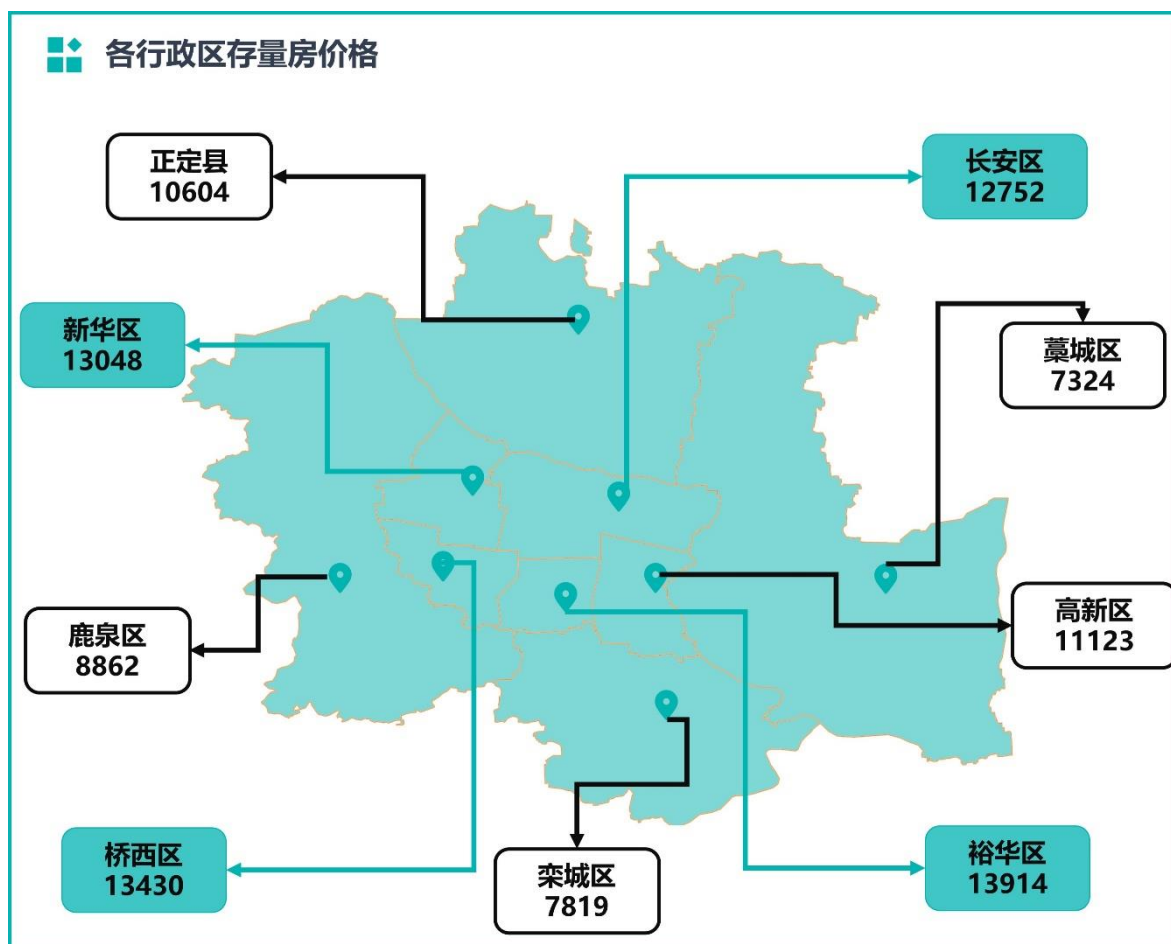 各行政区存量房价格
正定县
10604
长安区
12752
新华区
13048
藁城区
7324
鹿泉区
8862
高新区
11123
桥西区
13430
栾城区
7819
裕华区
13914